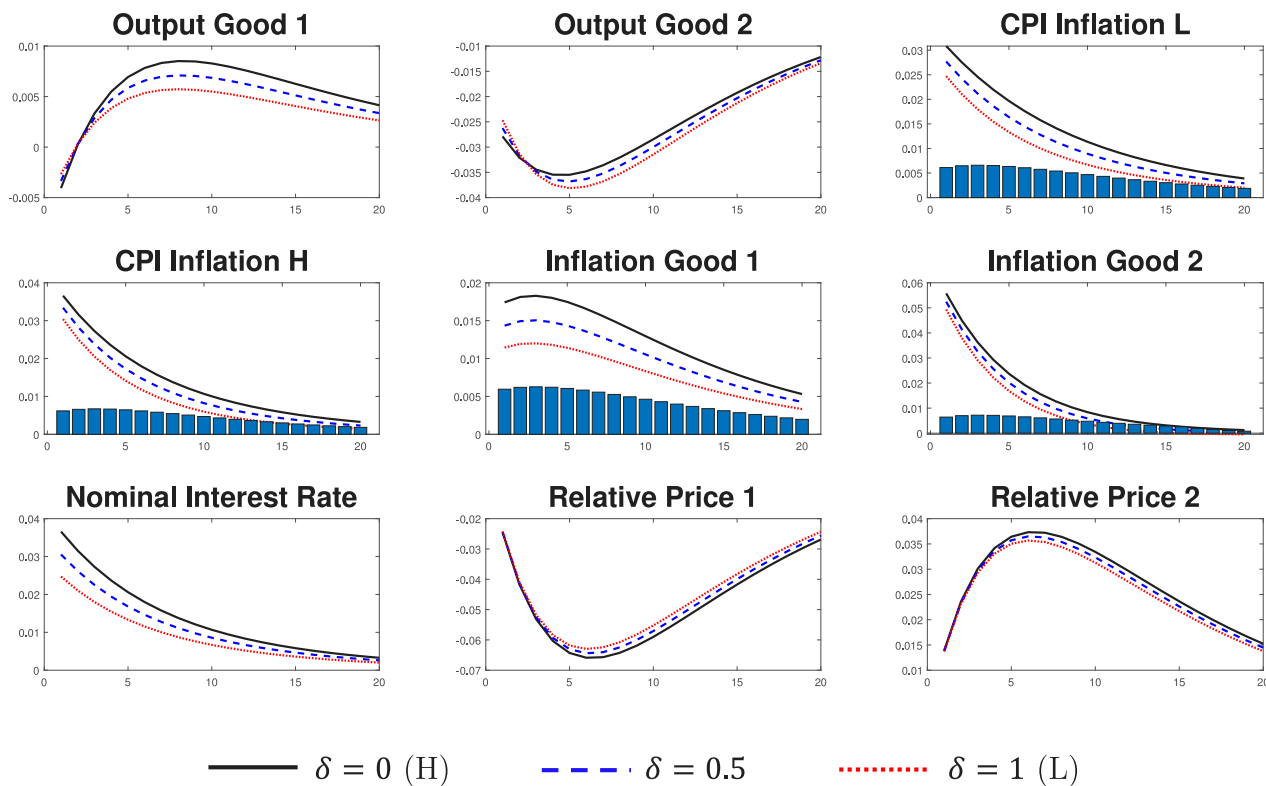 Output Good 1
0.01
0.005
0
-0.005
0 5 10 15 20
Output Good 2
-0.01
-0.015
-0.02
-0.025
-0.03
-0.035
-0.04
0 5 10 15 20
CPI Inflation L
0.03
0.025
0.02
0.015
0.01
0.005
0
0 5 10 15 20
CPI Inflation H
0.04
0.03
0.02
0.01
0
0 5 10 15 20
Inflation Good 1
0.02
0.015
0.01
0.005
0
0 5 10 15 20
Inflation Good 2
0.06
0.05
0.04
0.03
0.02
0.01
0
0 5 10 15 20
Nominal Interest Rate
0.04
0.03
0.02
0.01
0
0 5 10 15 20
Relative Price 1
-0.02
-0.03
-0.04
-0.05
-0.06
-0.07
0 5 10 15 20
Relative Price 2
0.04
0.035
0.03
0.025
0.02
0.015
0.01
0 5 10 15 20
δ = 0 (H) δ = 0.5 δ = 1 (L)